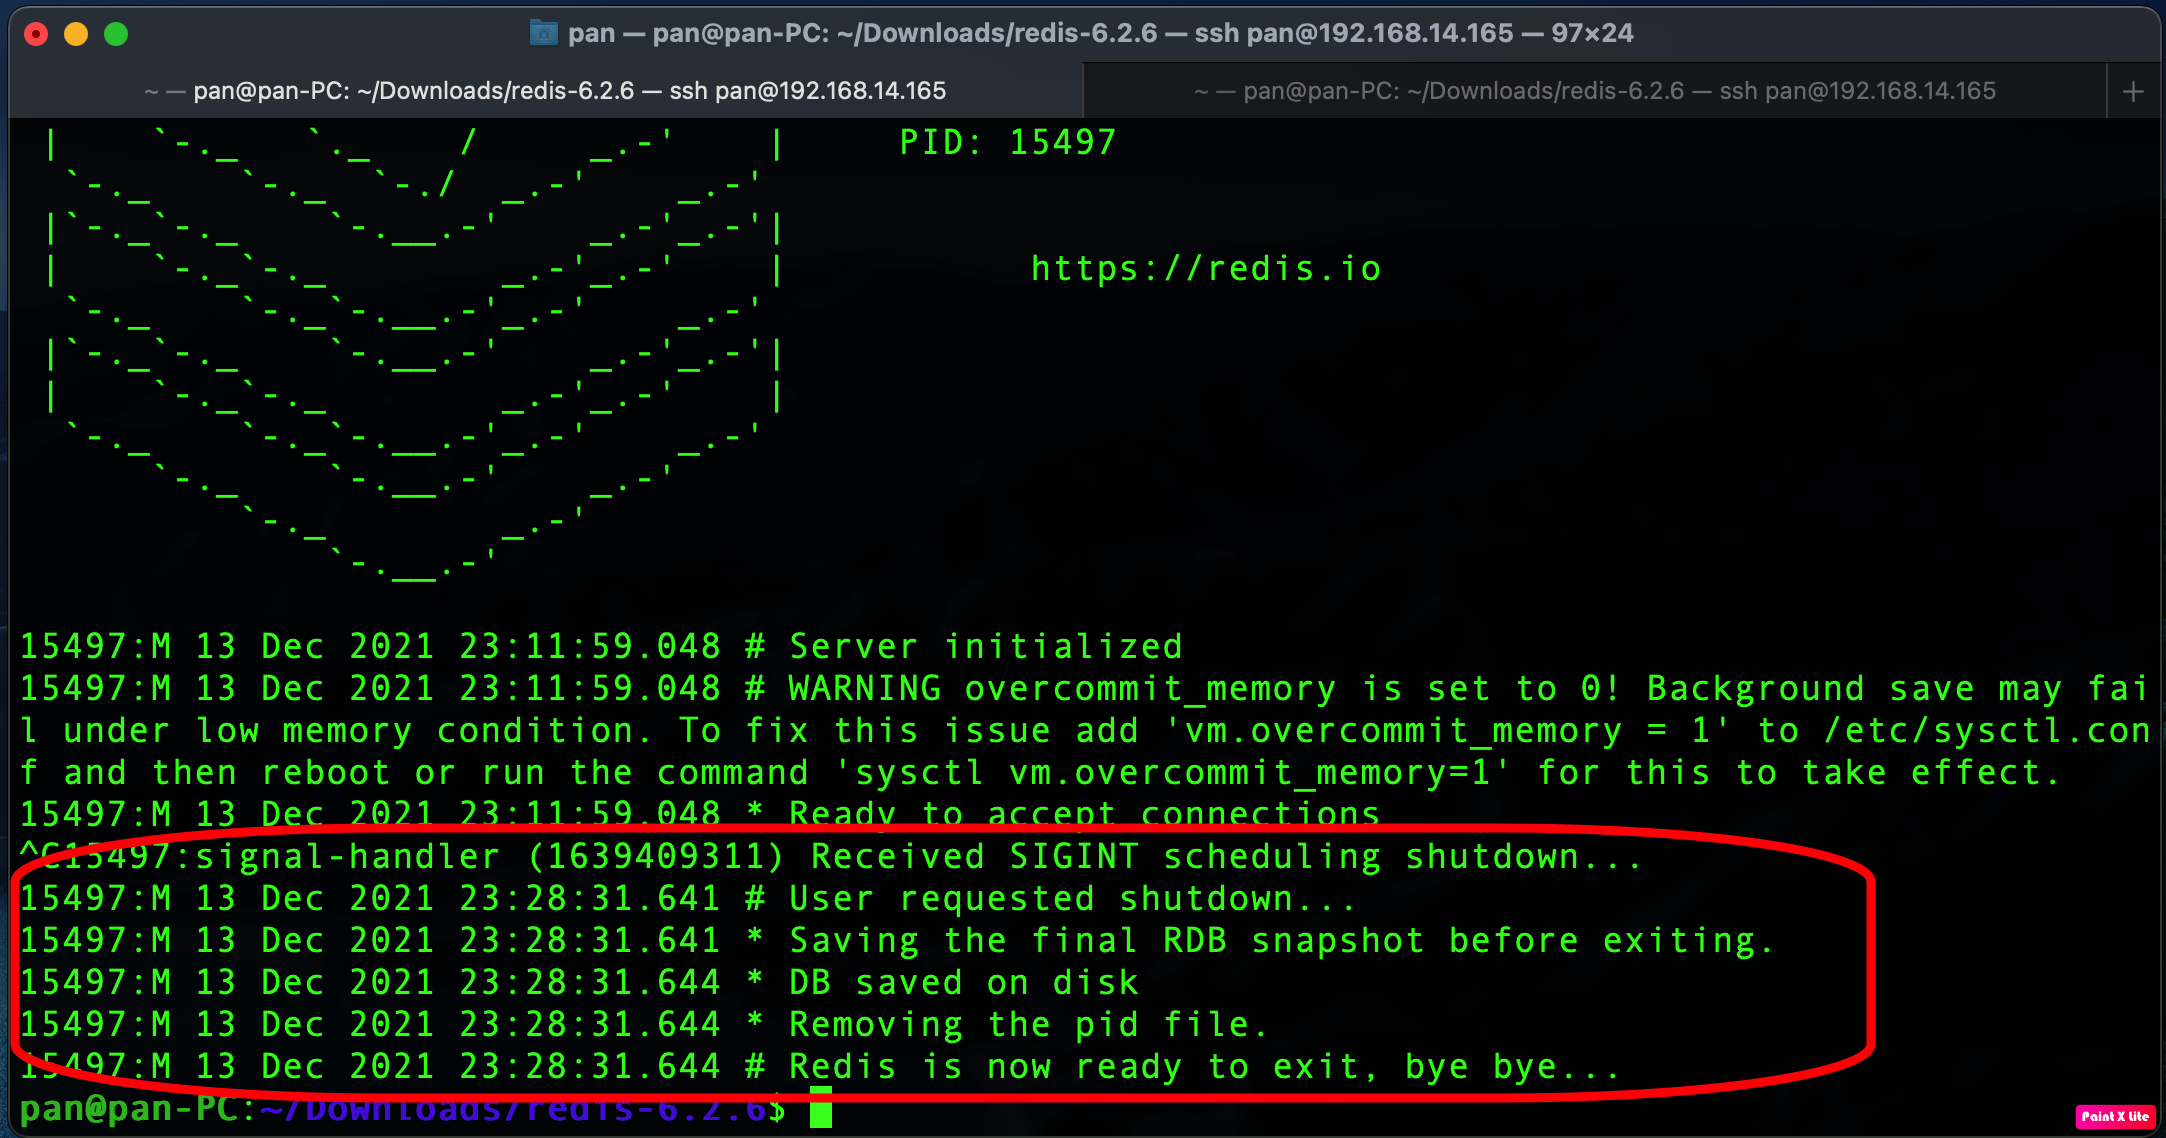 pan — pan@pan-PC: ~/Downloads/redis-6.2.6 — ssh pan@192.168.14.165 — 97×24
~ — pan@pan-PC: ~/Downloads/redis-6.2.6 — ssh pan@192.168.14.165
~ — pan@pan-PC: ~/Downloads/redis-6.2.6 — ssh pan@192.168.14.165
PID: 15497
https://redis.io
15497:M 13 Dec 2021 23:11:59.048 # Server initialized
15497:M 13 Dec 2021 23:11:59.048 # WARNING overcommit_memory is set to 0! Background save may fai
l under low memory condition. To fix this issue add 'vm.overcommit_memory = 1' to /etc/sysctl.con
f and then reboot or run the command 'sysctl vm.overcommit_memory=1' for this to take effect.
15497:M 13 Dec 2021 23:11:59.048 * Ready to accept connections
^C15497:signal-handler (1639409311) Received SIGINT scheduling shutdown...
15497:M 13 Dec 2021 23:28:31.641 # User requested shutdown...
15497:M 13 Dec 2021 23:28:31.641 * Saving the final RDB snapshot before exiting.
15497:M 13 Dec 2021 23:28:31.644 * DB saved on disk
15497:M 13 Dec 2021 23:28:31.644 * Removing the pid file.
15497:M 13 Dec 2021 23:28:31.644 # Redis is now ready to exit, bye bye...
pan@pan-PC:~/Downloads/redis-6.2.6$
Paint X Lite